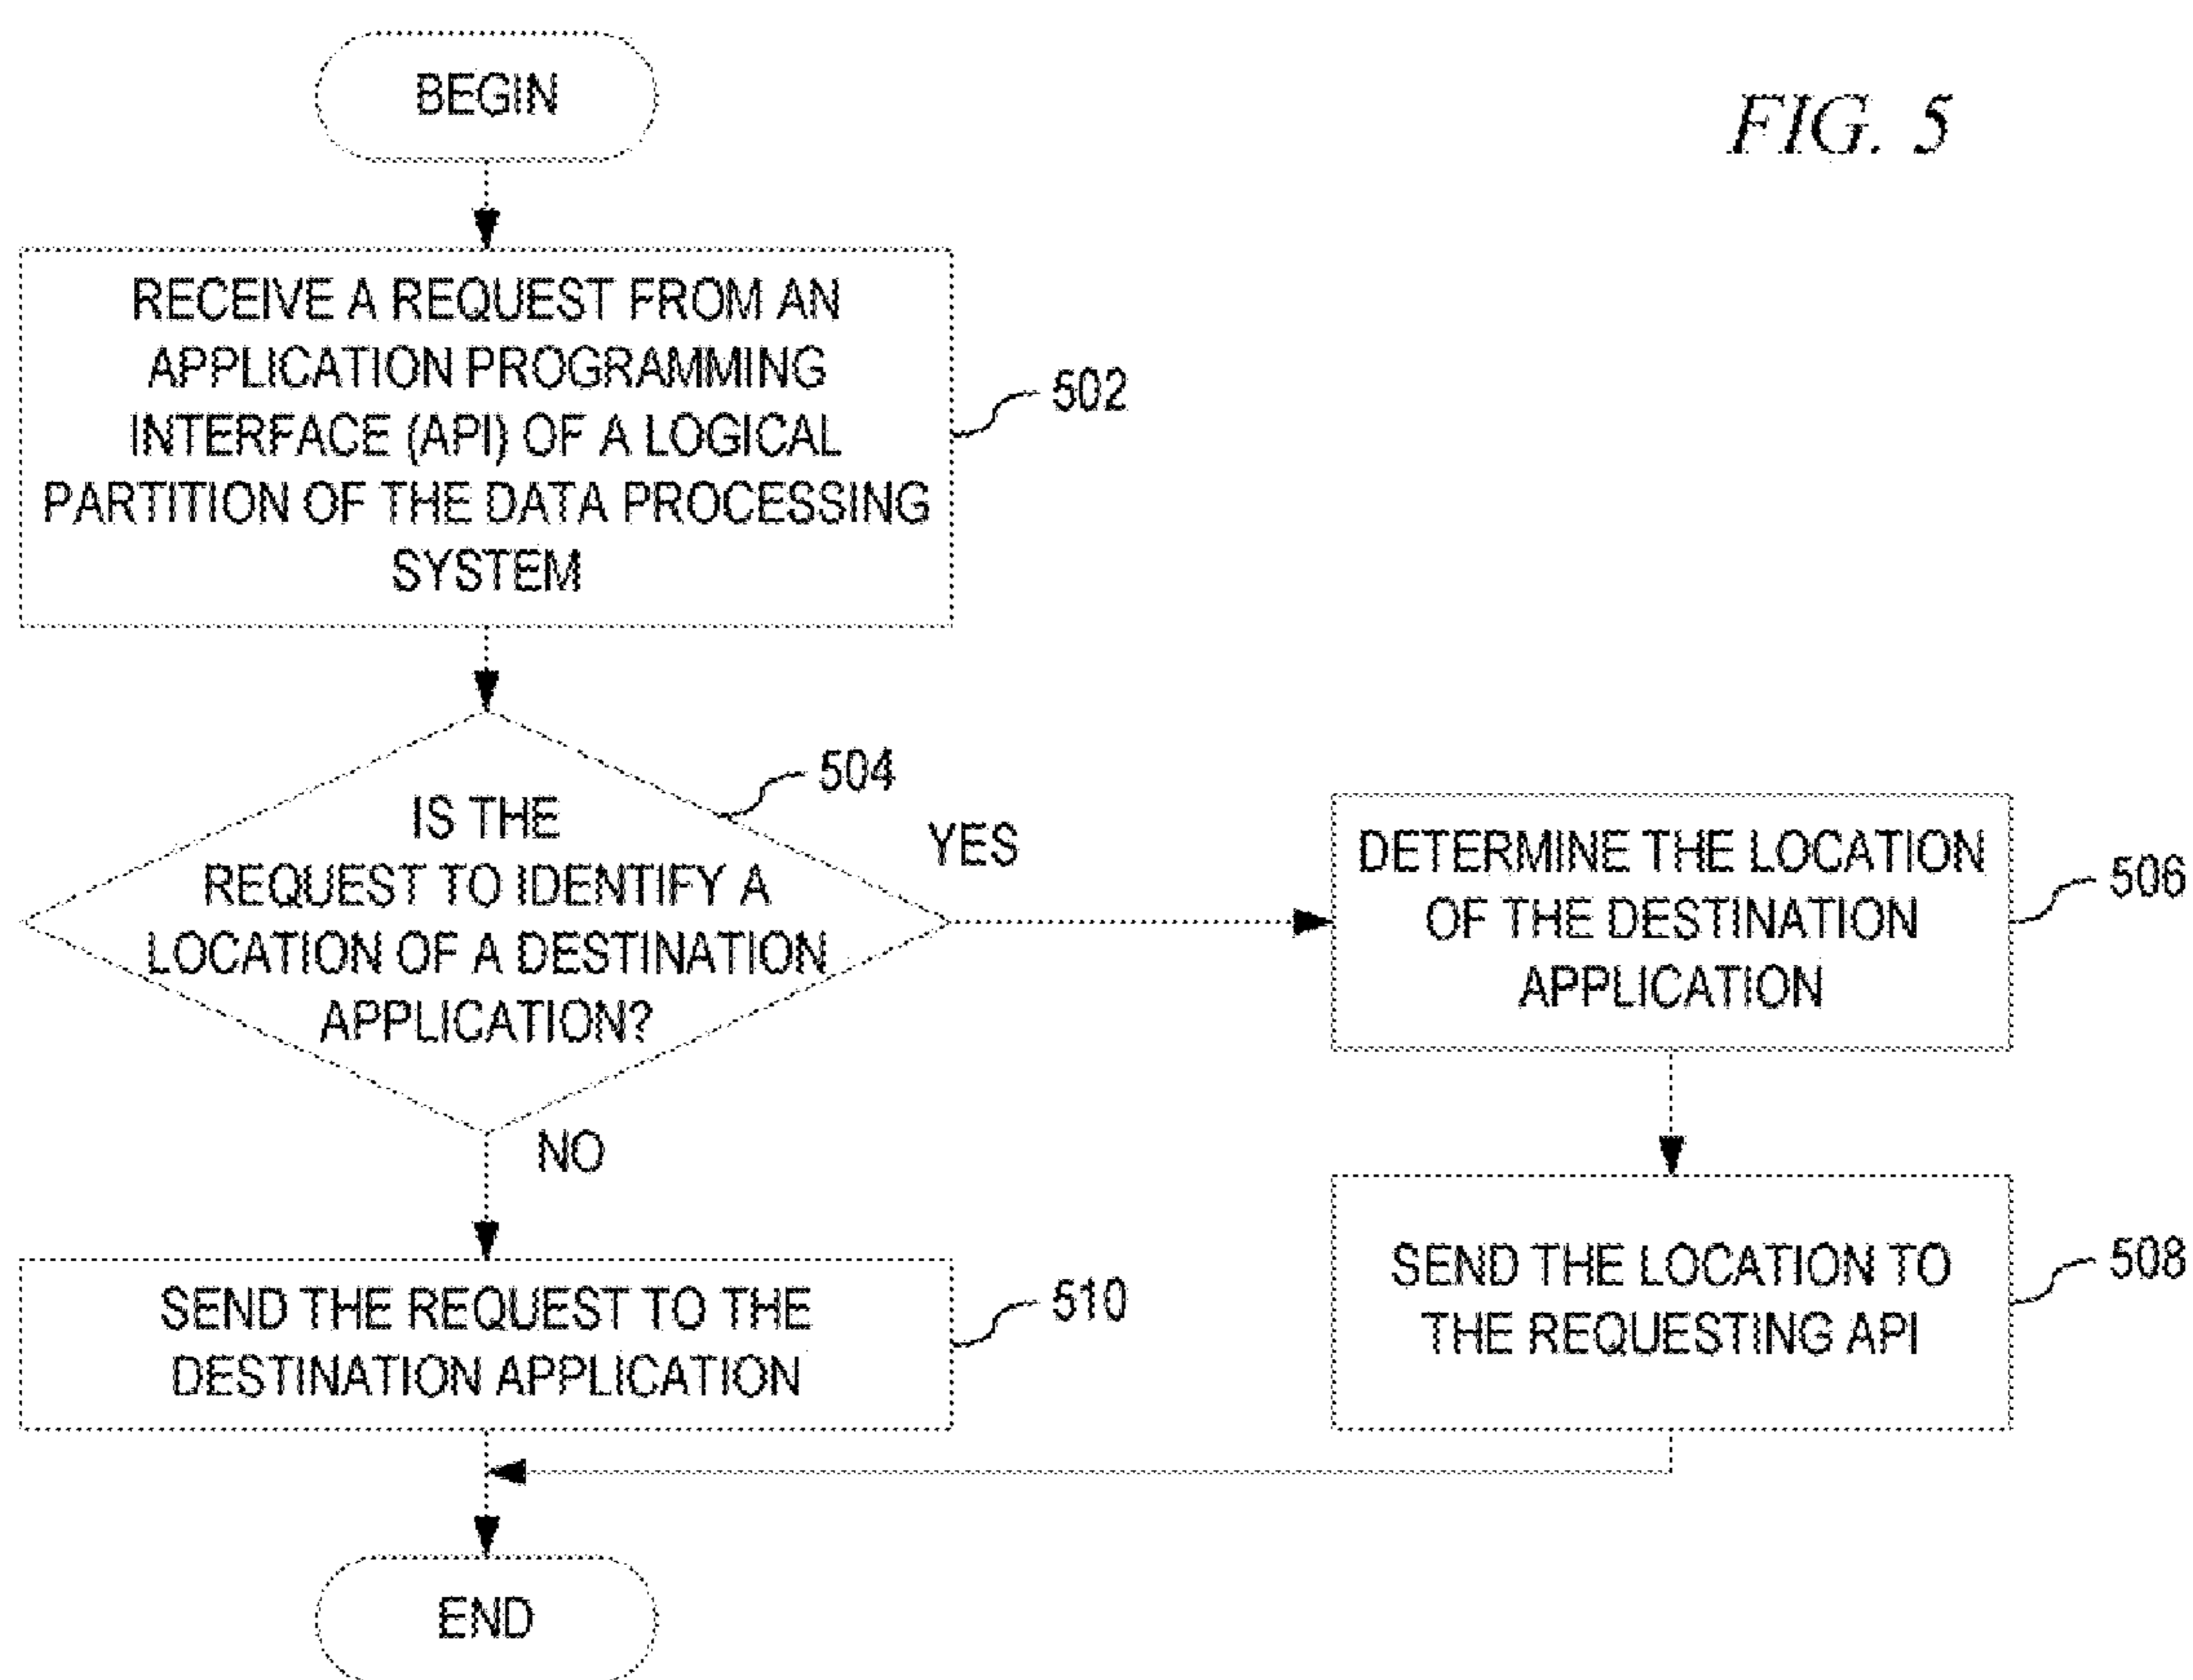 BEGIN
FIG. 5
RECEIVE A REQUEST FROM AN
APPLICATION PROGRAMMING
INTERFACE (API) OF A LOGICAL
PARTITION OF THE DATA PROCESSING
SYSTEM
502
504
IS THE
REQUEST TO IDENTIFY A
LOCATION OF A DESTINATION
APPLICATION?
YES
DETERMINE THE LOCATION
OF THE DESTINATION
APPLICATION
506
NO
SEND THE REQUEST TO THE
DESTINATION APPLICATION
510
SEND THE LOCATION TO
THE REQUESTING API
508
END